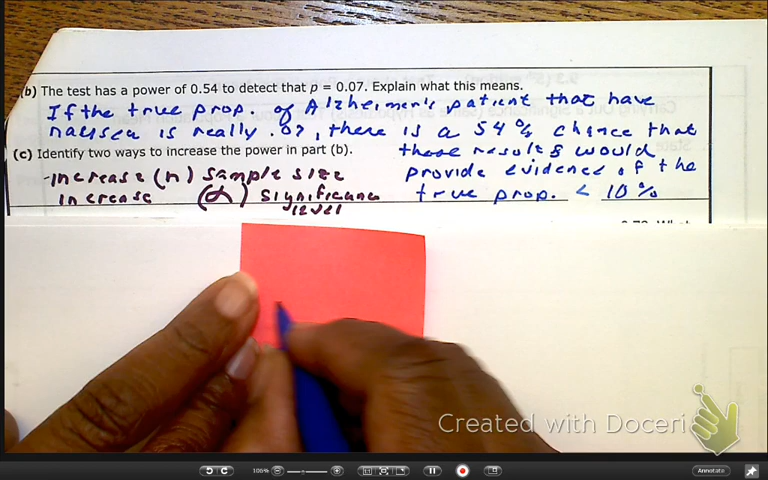 (b) The test has a power of 0.54 to detect that p = 0.07. Explain what this means.
If the true prop. of Alzheimer's patient that have
nausea is really .07, there is a 54% chance that
(c) Identify two ways to increase the power in part (b).
these results would
-increase (n) sample size
provide evidence of the
increase (α) significance
true prop. < 10%
level
Created with Doceri
106%
Annotate